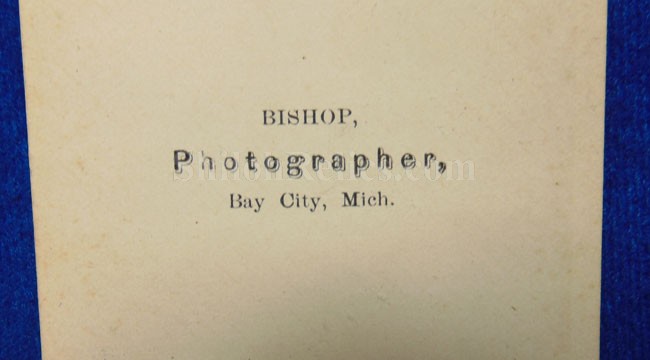 BISHOP,
Photographer,
Bay City, Mich.